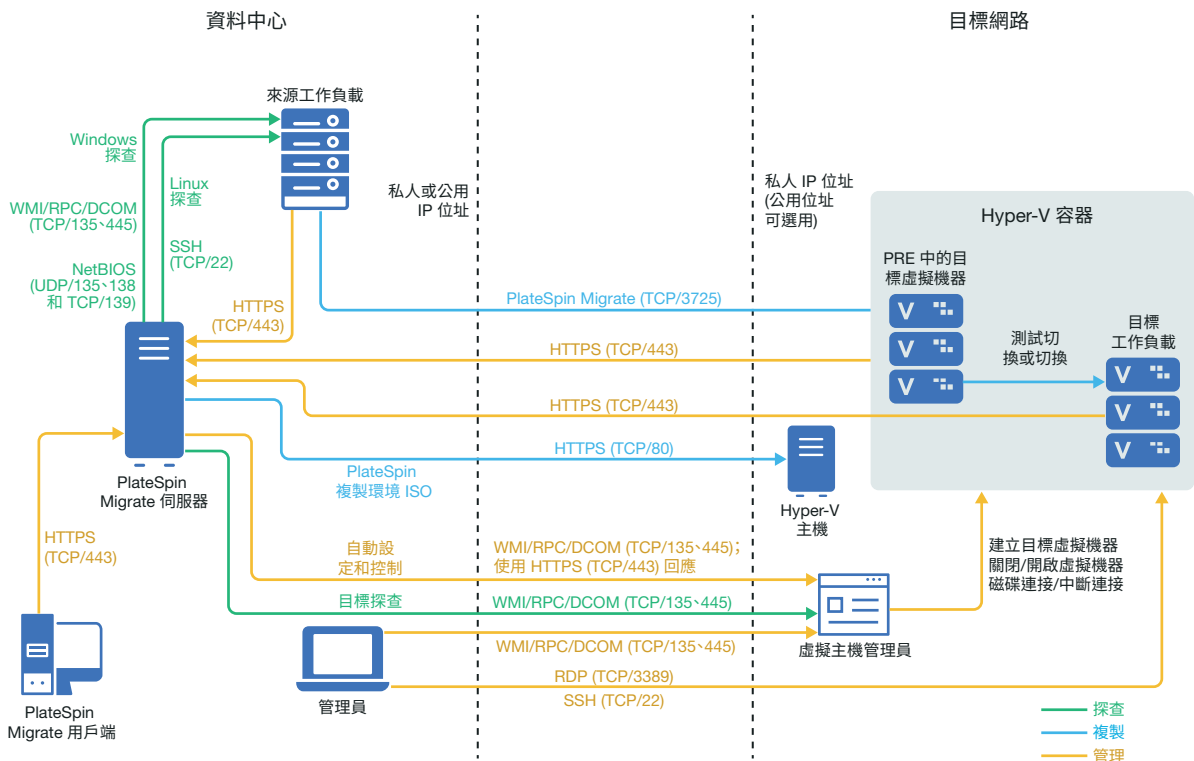 資料中心
目標網路
來源工作負載
Windows
探查
Linux
探查
WMI/RPC/DCOM
(TCP/135、445)
SSH
(TCP/22)
NetBIOS
(UDP/135、138
和 TCP/139)
HTTPS
(TCP/443)
私人或公用
IP 位址
私人 IP 位址
(公用位址
可選用)
Hyper-V 容器
PRE 中的目
標虛擬機器
PlateSpin Migrate (TCP/3725)
V
V
V
測試切
換或切換
目標
工作負載
V
V
V
HTTPS (TCP/443)
HTTPS (TCP/443)
HTTPS (TCP/80)
PlateSpin
複製環境 ISO
PlateSpin
Migrate 伺服器
Hyper-V
主機
HTTPS
(TCP/443)
自動設
定和控制
WMI/RPC/DCOM (TCP/135、445)；
使用 HTTPS (TCP/443) 回應
建立目標虛擬機器
關閉/開啟虛擬機器
磁碟連接/中斷連接
目標探查
WMI/RPC/DCOM (TCP/135、445)
WMI/RPC/DCOM (TCP/135、445)
虛擬主機管理員
RDP (TCP/3389)
SSH (TCP/22)
管理員
PlateSpin
Migrate 用戶端
探查
複製
管理